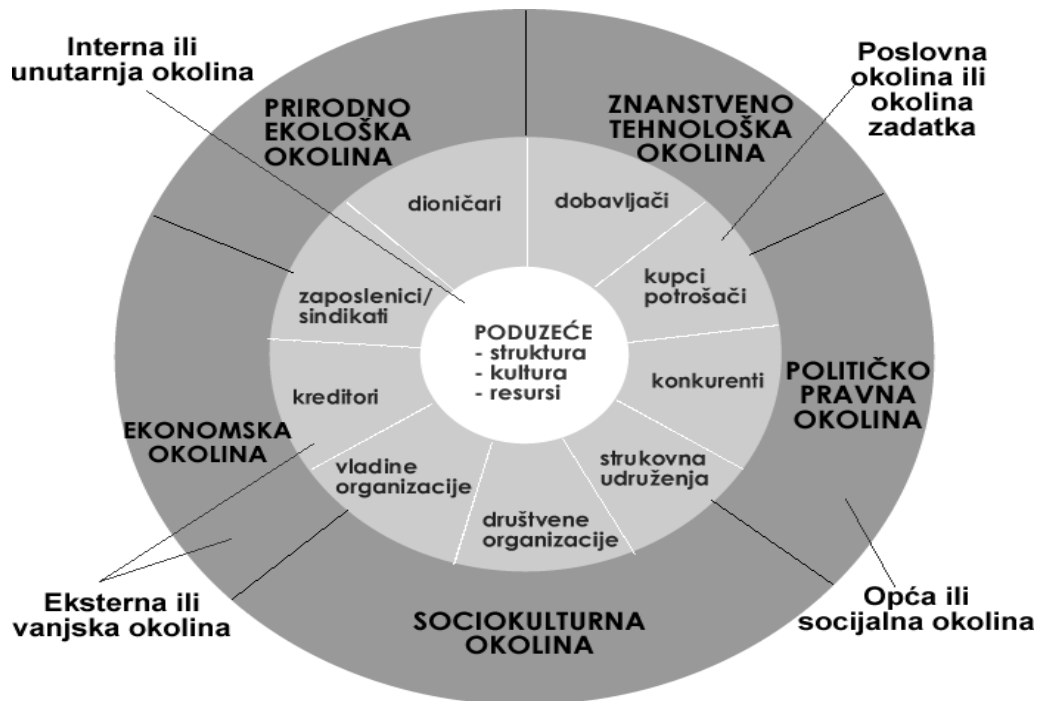 Interna ili
unutarnja okolina
Poslovna
okolina ili
okolina
zadatka
PRIRODNO
EKOLOŠKA
OKOLINA
ZNANSTVENO
TEHNOLOŠKA
OKOLINA
dioničari
dobavljači
kupci
potrošači
zaposlenici/
sindikati
PODUZEĆE
- struktura
- kultura
- resursi
konkurenti
POLITIČKO
PRAVNA
OKOLINA
kreditori
EKONOMSKA
OKOLINA
vladine
organizacije
strukovna
udruženja
društvene
organizacije
Eksterna ili
vanjska okolina
SOCIOKULTURNA
OKOLINA
Opća ili
socijalna okolina